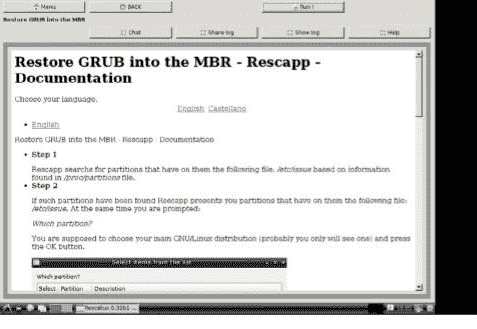 Menu
BACK
Run !
Restore GRUB into the MBR
Chat
Share log
Show log
Help
Restore GRUB into the MBR - Rescapp -
Documentation
Choose your language.
English Castellano
English
Restore GRUB into the MBR - Rescapp - Documentation
Step 1
Rescapp searchs for partitions that have on them the following file: /etc/issue based on information
found in /proc/partitions file.
Step 2
If such partitions have been found Rescapp presents you partitions that have on them the following file:
/etc/issue. At the same time you are prompted:
Which partition?
You are supposed to choose your main GNU/Linux distribution (probably you only will see one) and press
the OK button.
Select items from the list
Which partition?
Select Partition Description